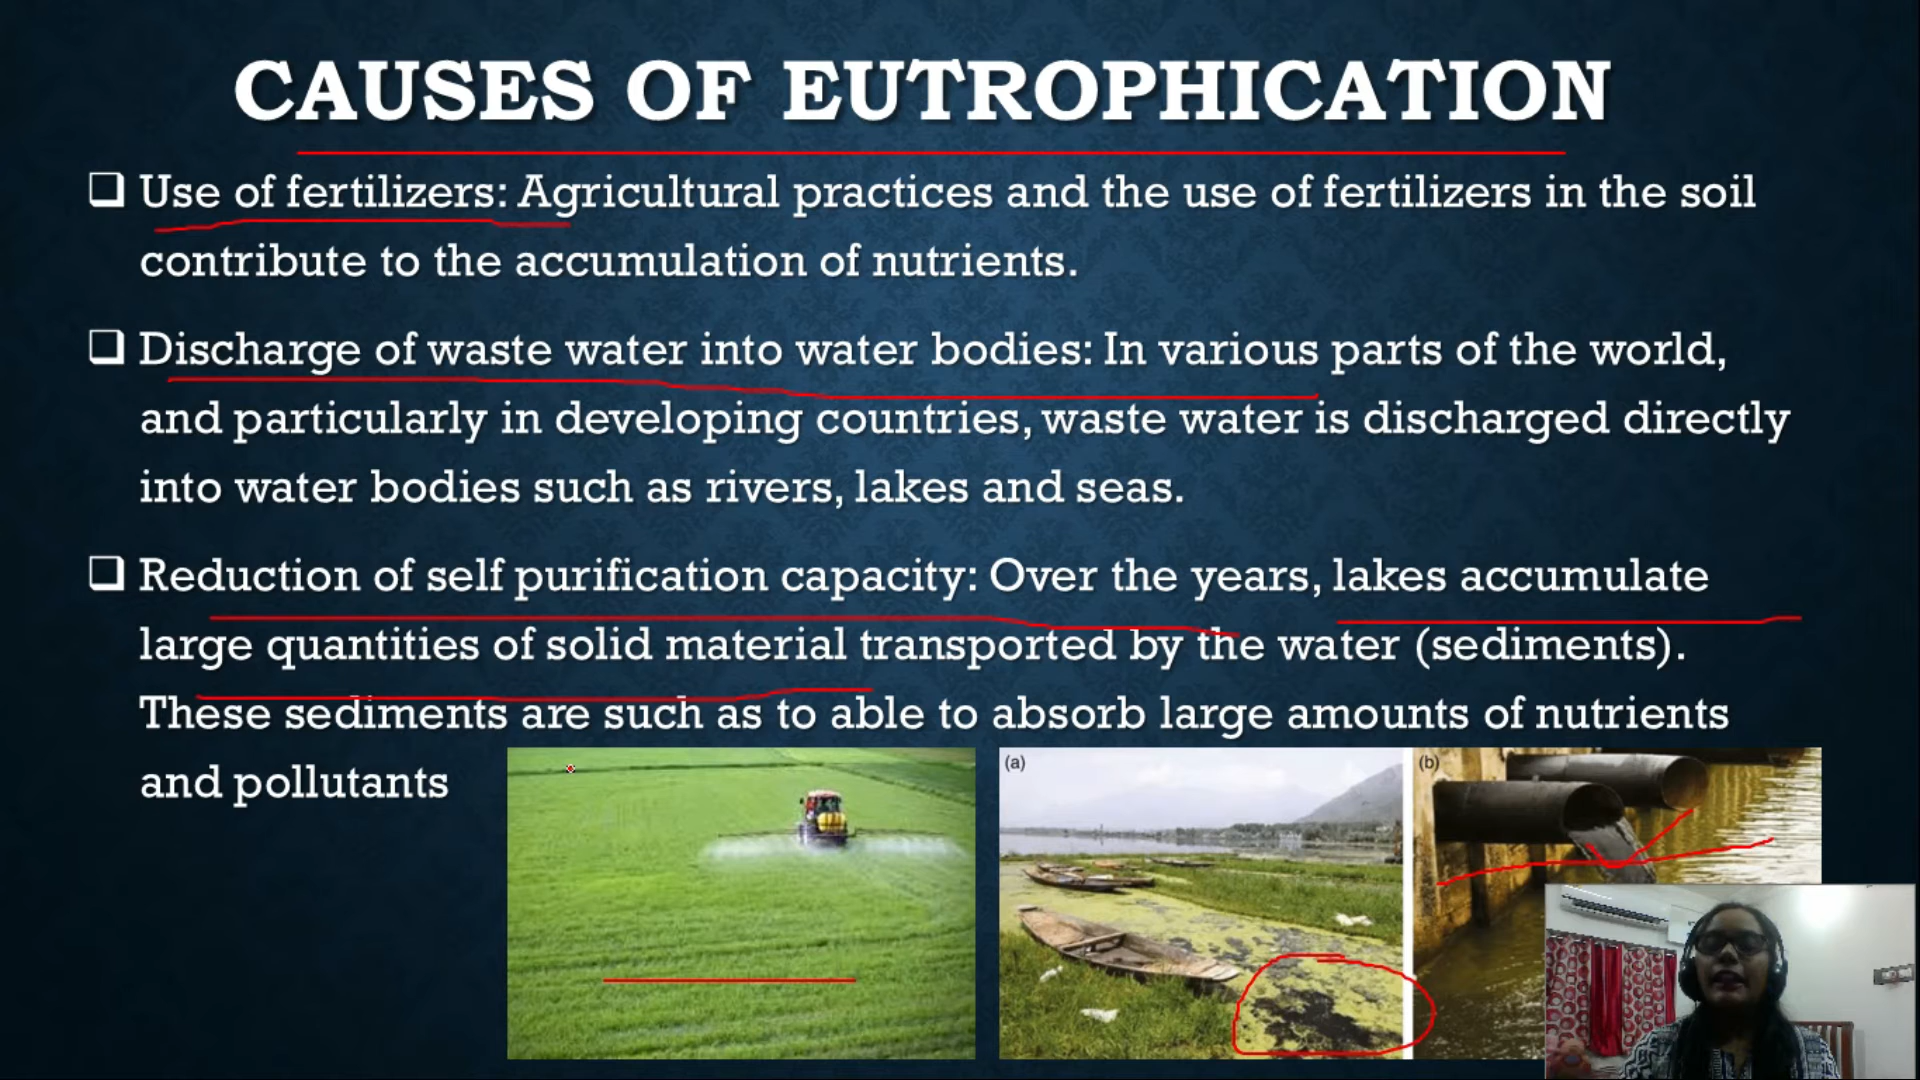 CAUSES OF EUTROPHICATION
Use of fertilizers: Agricultural practices and the use of fertilizers in the soil
contribute to the accumulation of nutrients.
Discharge of waste water into water bodies: In various parts of the world,
and particularly in developing countries, waste water is discharged directly
into water bodies such as rivers, lakes and seas.
Reduction of self purification capacity: Over the years, lakes accumulate
large quantities of solid material transported by the water (sediments).
These sediments are such as to able to absorb large amounts of nutrients
and pollutants
(a)
(b)